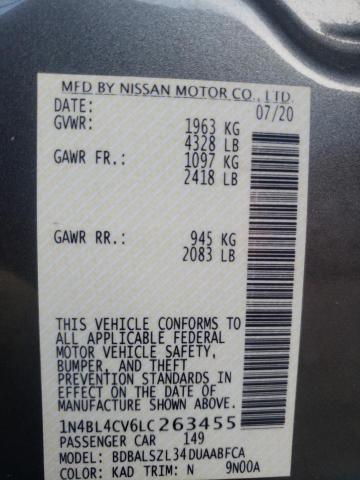 MFD BY NISSAN MOTOR CO., LTD.
DATE: 07/20
GVWR: 1963 KG
4328 LB
GAWR FR.: 1097 KG
2418 LB
GAWR RR.: 945 KG
2083 LB
THIS VEHICLE CONFORMS TO
ALL APPLICABLE FEDERAL
MOTOR VEHICLE SAFETY,
BUMPER, AND THEFT
PREVENTION STANDARDS IN
EFFECT ON THE DATE OF
MANUFACTURE SHOWN ABOVE.
1N4BL4CV6LC263455
PASSENGER CAR 149
MODEL: BDBALSZL34DUAABFCA
COLOR: KAD TRIM: N 9N00A